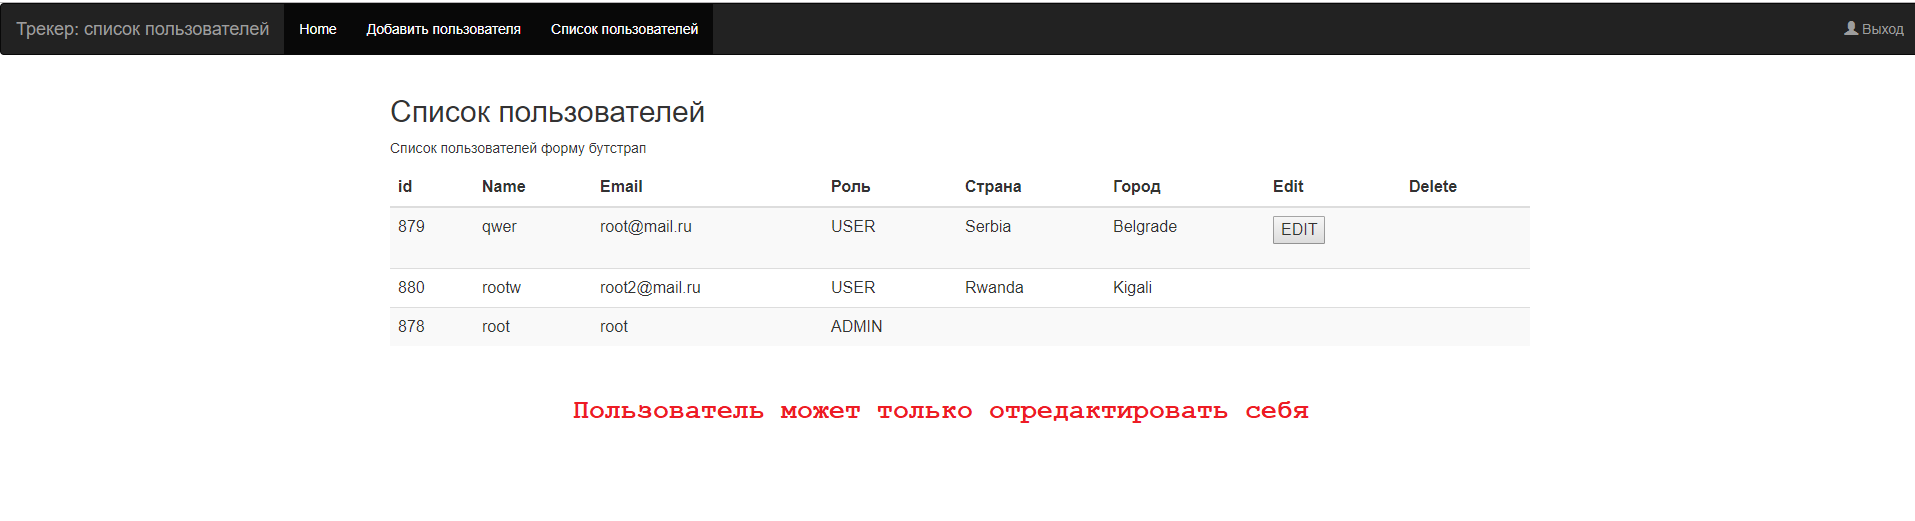 Трекер: список пользователей Home Добавить пользователя Список пользователей Выход
Список пользователей
Список пользователей форму бутстрап
id Name Email Роль Страна Город Edit Delete
879 qwer root@mail.ru USER Serbia Belgrade EDIT
880 rootw root2@mail.ru USER Rwanda Kigali
878 root root ADMIN
Пользователь может только отредактировать себя